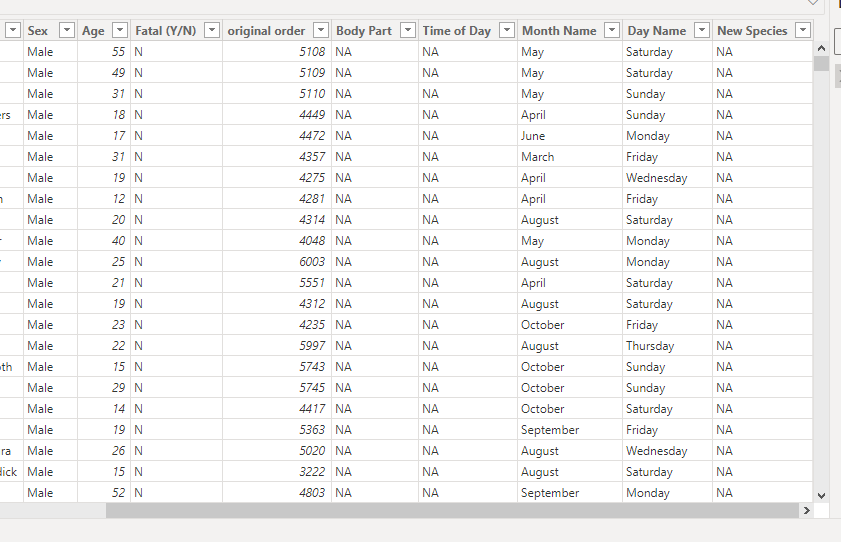 Sex Age Fatal (Y/N) original order Body Part Time of Day Month Name Day Name New Species
Male 55 N 5108 NA NA May Saturday NA
Male 49 N 5109 NA NA May Saturday NA
Male 31 N 5110 NA NA May Sunday NA
ers Male 18 N 4449 NA NA April Sunday NA
Male 17 N 4472 NA NA June Monday NA
Male 31 N 4357 NA NA March Friday NA
Male 19 N 4275 NA NA April Wednesday NA
Male 12 N 4281 NA NA April Friday NA
Male 20 N 4314 NA NA August Saturday NA
Male 40 N 4048 NA NA May Monday NA
Male 25 N 6003 NA NA August Monday NA
Male 21 N 5551 NA NA April Saturday NA
Male 19 N 4312 NA NA August Saturday NA
Male 23 N 4235 NA NA October Friday NA
Male 22 N 5997 NA NA August Thursday NA
oth Male 15 N 5743 NA NA October Sunday NA
Male 29 N 5745 NA NA October Sunday NA
Male 14 N 4417 NA NA October Saturday NA
Male 19 N 5363 NA NA September Friday NA
ra Male 26 N 5020 NA NA August Wednesday NA
dick Male 15 N 3222 NA NA August Saturday NA
Male 52 N 4803 NA NA September Monday NA